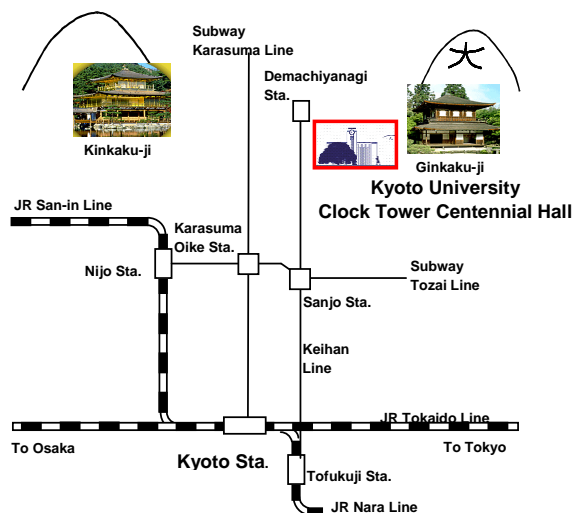 Subway
Karasuma Line
Demachiyanagi
Sta.
大
Kinkaku-ji
Ginkaku-ji
Kyoto University
Clock Tower Centennial Hall
JR San-in Line
Karasuma
Oike Sta.
Nijo Sta.
Subway
Tozai Line
Sanjo Sta.
Keihan
Line
JR Tokaido Line
To Osaka
To Tokyo
Kyoto Sta.
Tofukuji Sta.
JR Nara Line